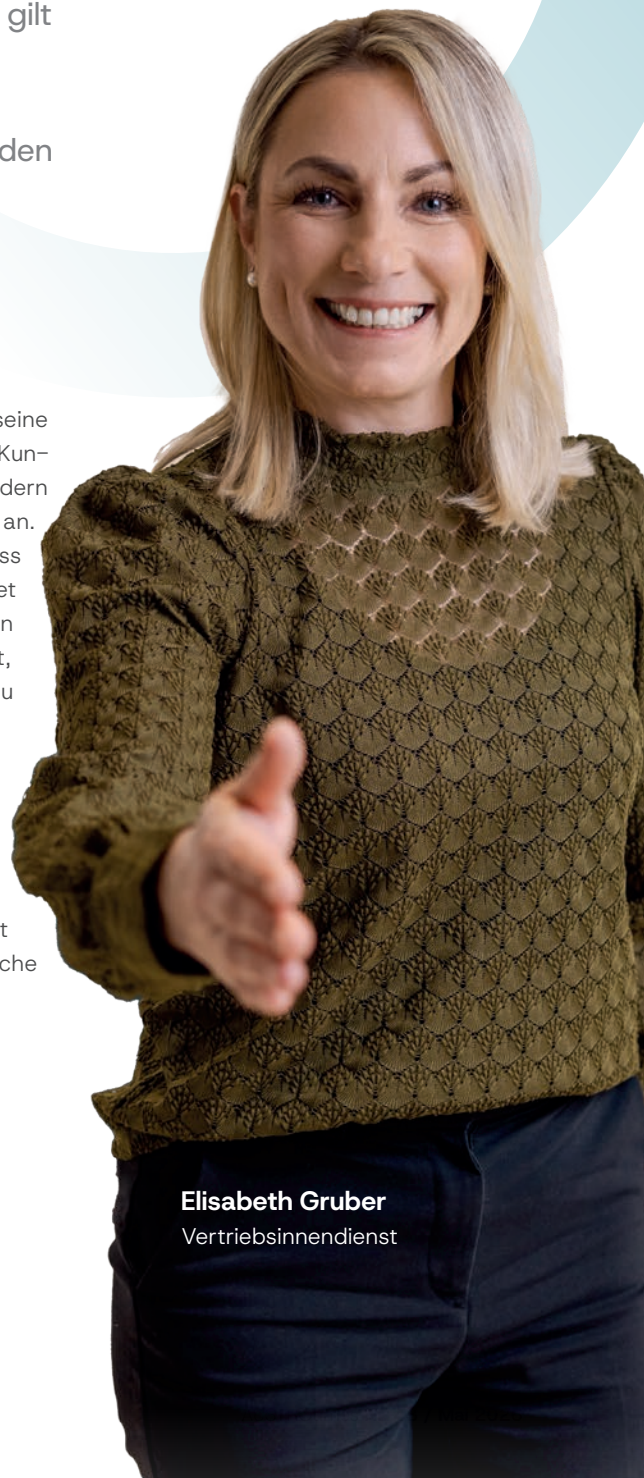 gilt
den
seine
Kun-
dern
an.
ss
et
n
t,
u
t
che
Elisabeth Gruber
Vertriebsinnendienst